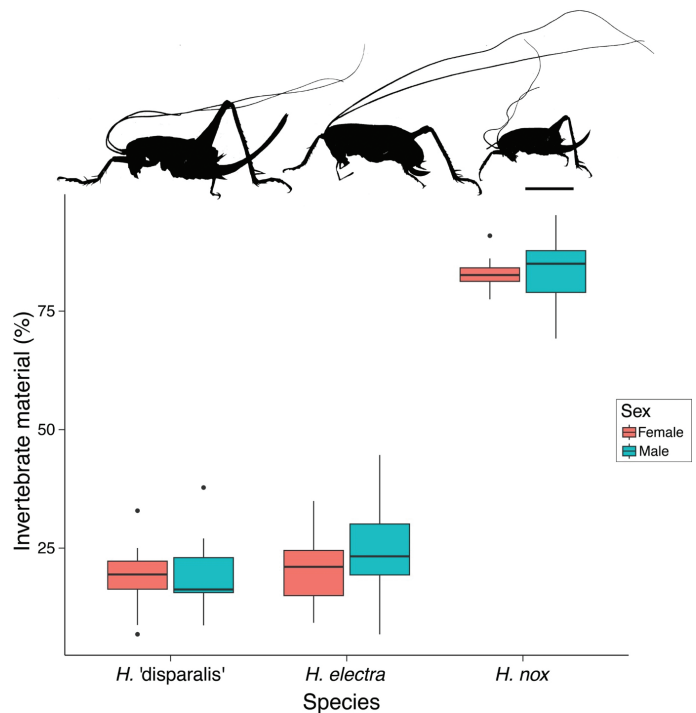 Invertebrate material (%)
75
50
25
H. 'disparalis'
H. electra
H. nox
Species
Sex
Female
Male